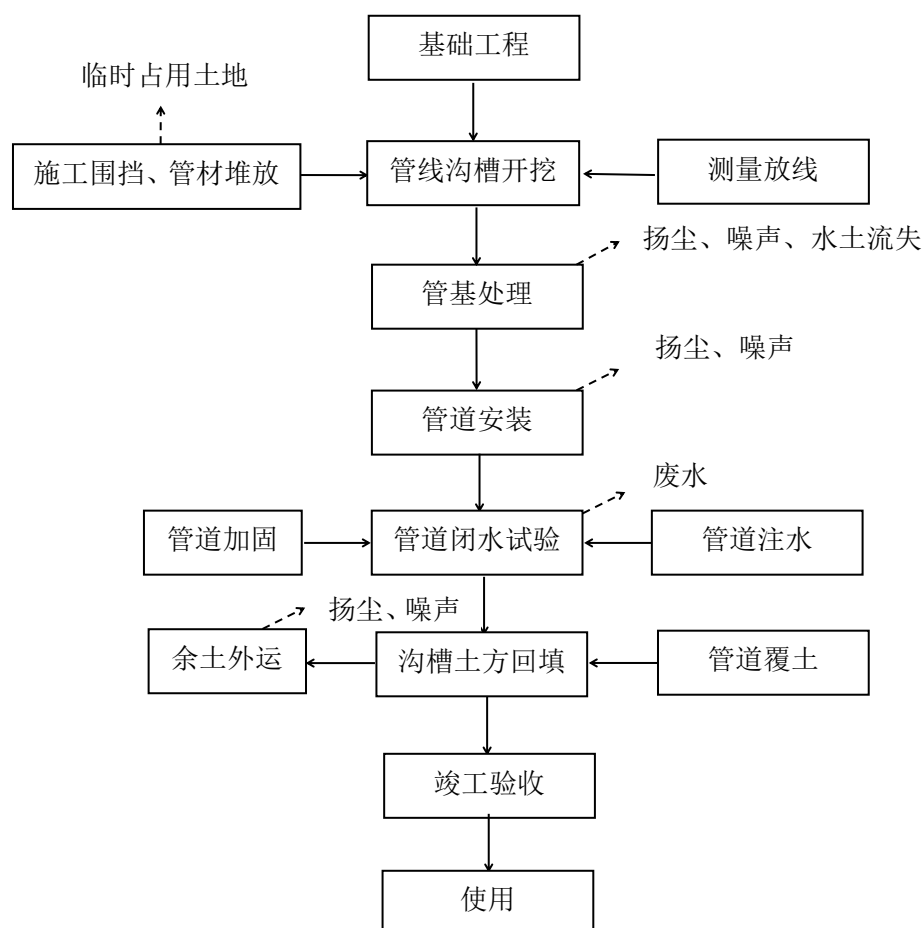 基础工程
临时占用土地
施工围挡、管材堆放
管线沟槽开挖
测量放线
扬尘、噪声、水土流失
管基处理
扬尘、噪声
管道安装
废水
管道加固
管道闭水试验
管道注水
扬尘、噪声
余土外运
沟槽土方回填
管道覆土
竣工验收
使用